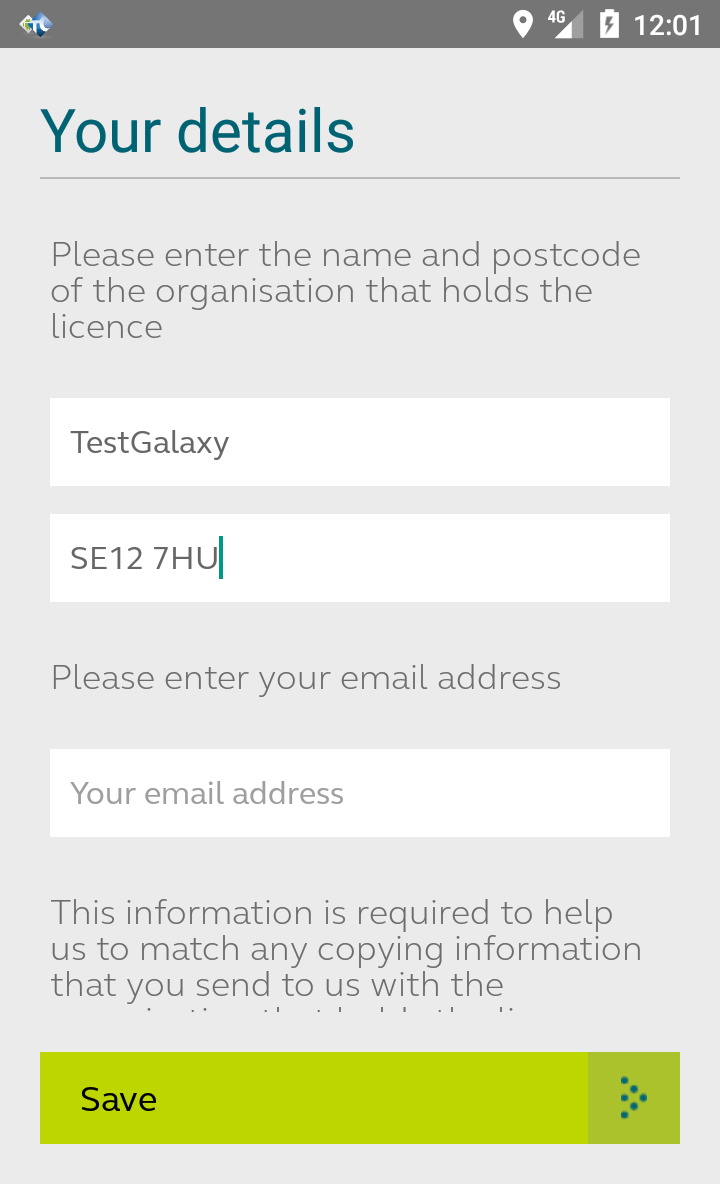 4G 12:01
Your details
Please enter the name and postcode
of the organisation that holds the
licence
TestGalaxy
SE12 7HU
Please enter your email address
Your email address
This information is required to help
us to match any copying information
that you send to us with the
Save